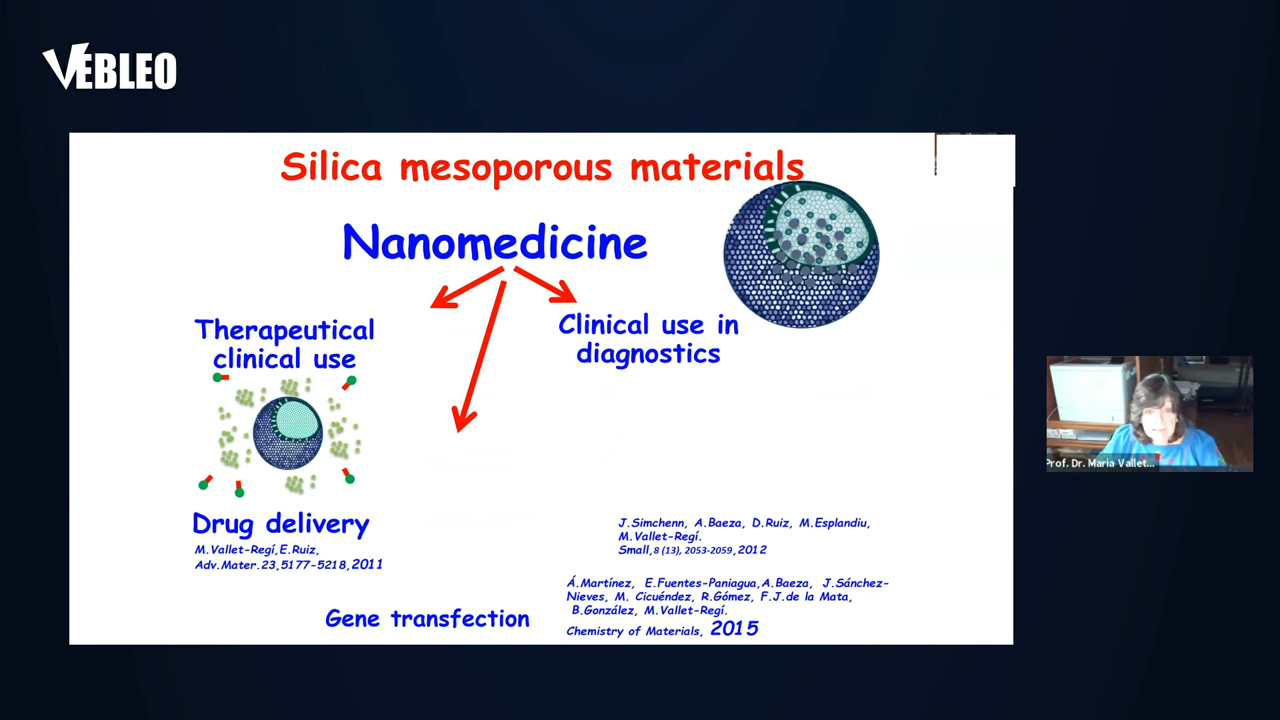 VEBLEO
Silica mesoporous materials
Nanomedicine
Therapeutical
clinical use
Clinical use in
diagnostics
Drug delivery
M.Vallet-Regí,E.Ruiz,
Adv.Mater.23,5177-5218,2011
J.Simchenn, A.Baeza, D.Ruiz, M.Esplandiu,
M.Vallet-Regí.
Small,8 (13), 2053-2059,2012
Á.Martínez, E.Fuentes-Paniagua,A.Baeza, J.Sánchez-
Nieves, M. Cicuéndez, R.Gómez, F.J.de la Mata,
B.González, M.Vallet-Regí.
Chemistry of Materials, 2015
Gene transfection
Prof. Dr. Maria Vallet...